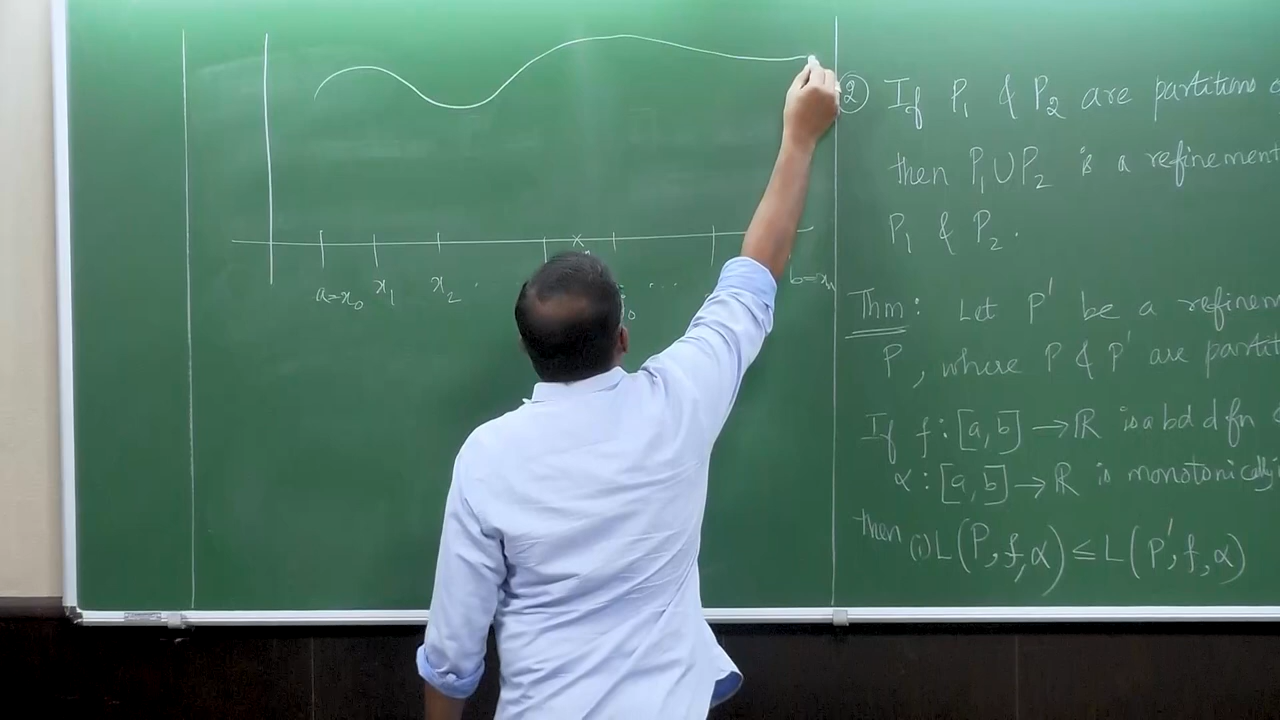 a=x₀ x₁ x₂ . ... b=xₙ
② If P₁ & P₂ are partitions
then P₁∪P₂ is a refinement
P₁ & P₂.
Thm: Let P' be a
P, where P & P' are
If f:[a,b]→ℝ is a bdd fn
α:[a,b]→ℝ is
then (i) L(P,f,α)≤L(P',f,α)